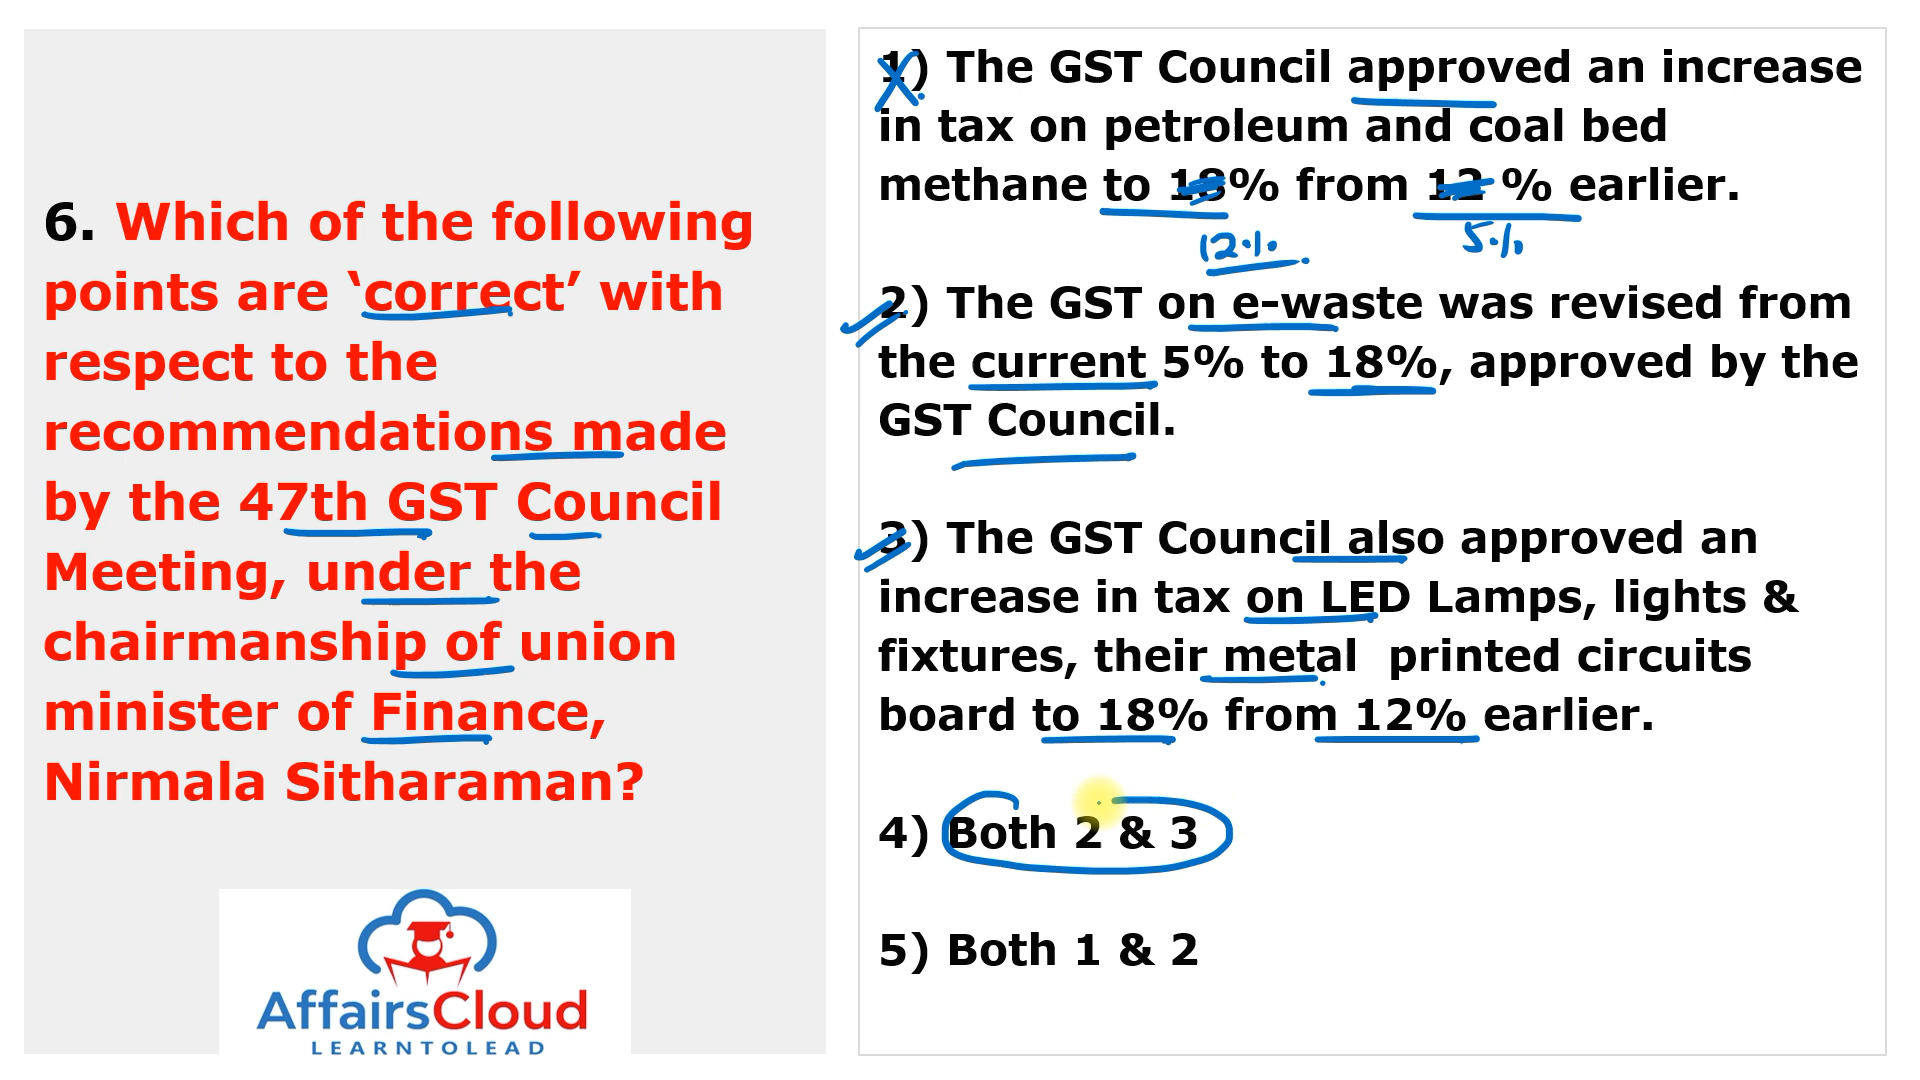 6. Which of the following
points are ‘correct’ with
respect to the
recommendations made
by the 47th GST Council
Meeting, under the
chairmanship of union
minister of Finance,
Nirmala Sitharaman?
AffairsCloud
LEARNTOLEAD
1) The GST Council approved an increase
in tax on petroleum and coal bed
methane to 18% from 12 % earlier.
12% 5%
2) The GST on e-waste was revised from
the current 5% to 18%, approved by the
GST Council.
3) The GST Council also approved an
increase in tax on LED Lamps, lights &
fixtures, their metal  printed circuits
board to 18% from 12% earlier.
4) Both 2 & 3
5) Both 1 & 2